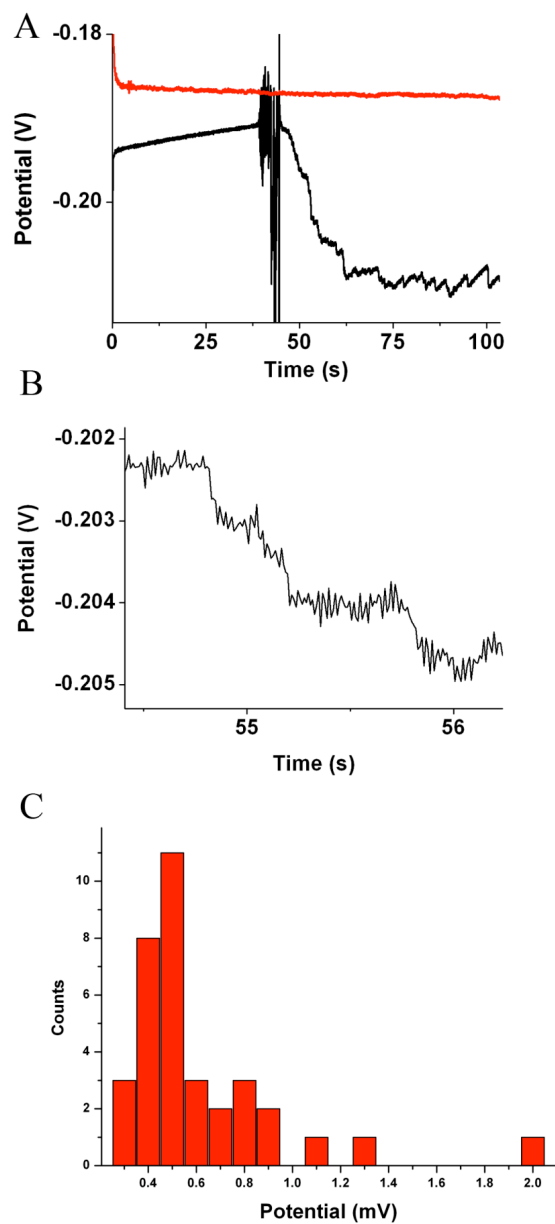 A
-0.18
-0.20
Potential (V)
0 25 50 75 100
Time (s)
B
-0.202
-0.203
-0.204
-0.205
Potential (V)
55 56
Time (s)
C
10
8
6
4
2
0
Counts
0.4 0.6 0.8 1.0 1.2 1.4 1.6 1.8 2.0
Potential (mV)